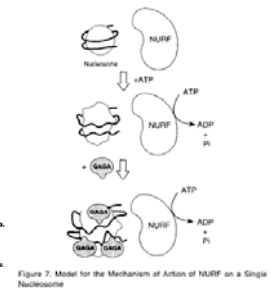 NURF
Nucleosome
+ATP
ATP
NURF
ADP
+
Pi
+ GAGA
ATP
GAGA
NURF
ADP
+
Pi
GAGA GAGA
a.
e.
Figure 7. Model for the Mechanism of Action of NURF on a Single
Nucleosome